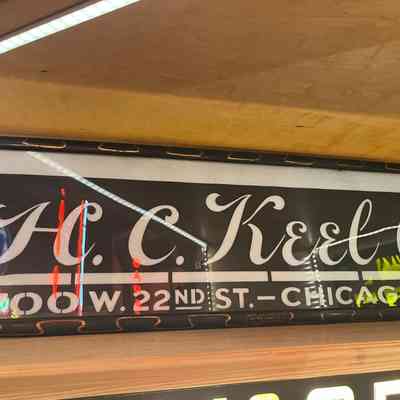 H. C. Keel
00 W. 22ND ST. – CHICAG